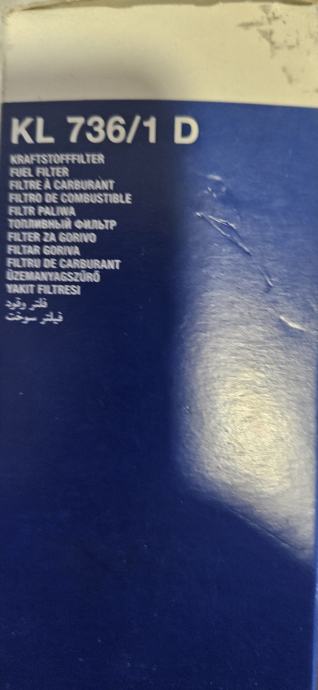 KL 736/1 D
KRAFTSTOFFFILTER
FUEL FILTER
FILTRE À CARBURANT
FILTRO DE COMBUSTIBLE
FILTR PALIWA
ТОПЛИВНЫЙ ФИЛЬТР
FILTER ZA GORIVO
FILTAR GORIVA
FILTRU DE CARBURANT
ÜZEMANYAGSZŰRŐ
YAKIT FILTRESI
فلتر وقود
فیلتر سوخت